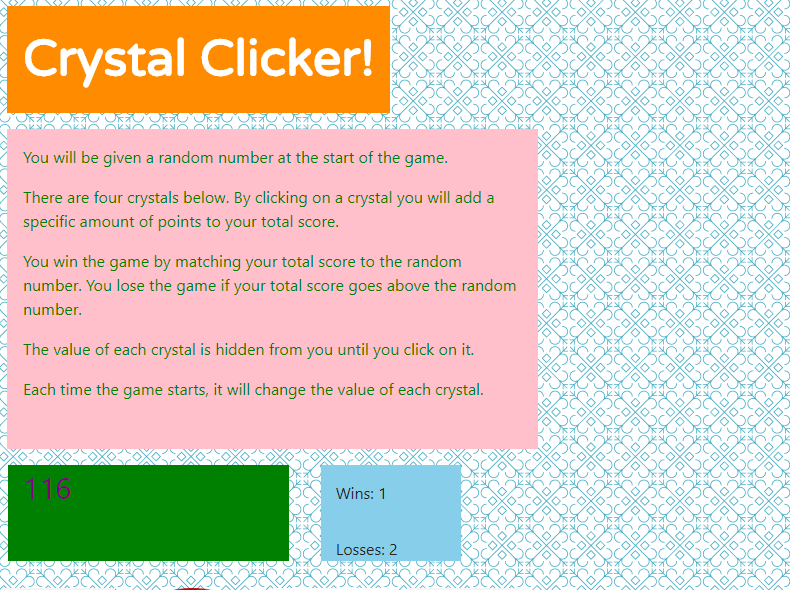 Crystal Clicker!
You will be given a random number at the start of the game.
There are four crystals below. By clicking on a crystal you will add a
specific amount of points to your total score.
You win the game by matching your total score to the random
number. You lose the game if your total score goes above the random
number.
The value of each crystal is hidden from you until you click on it.
Each time the game starts, it will change the value of each crystal.
116
Wins: 1
Losses: 2